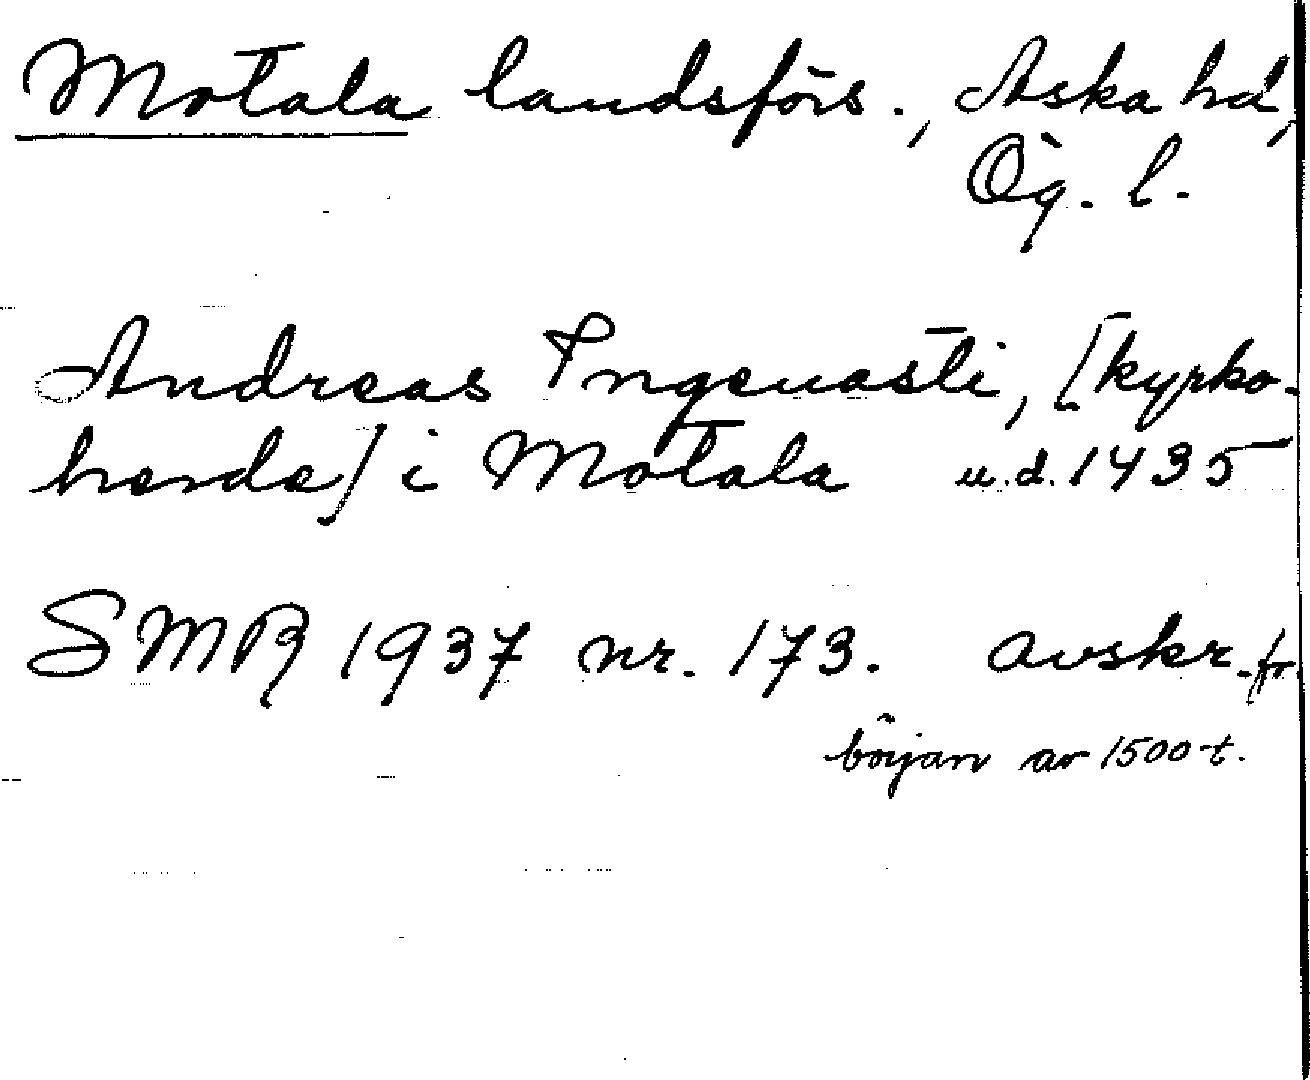 Motala landsförs., Aska hd,
Ög. l.
Andreas Ingeuasti, [kyrko-
herde] i Motala u.d. 1435
SMR 1937 nr. 173. avskr. fr.
början av 1500-t.